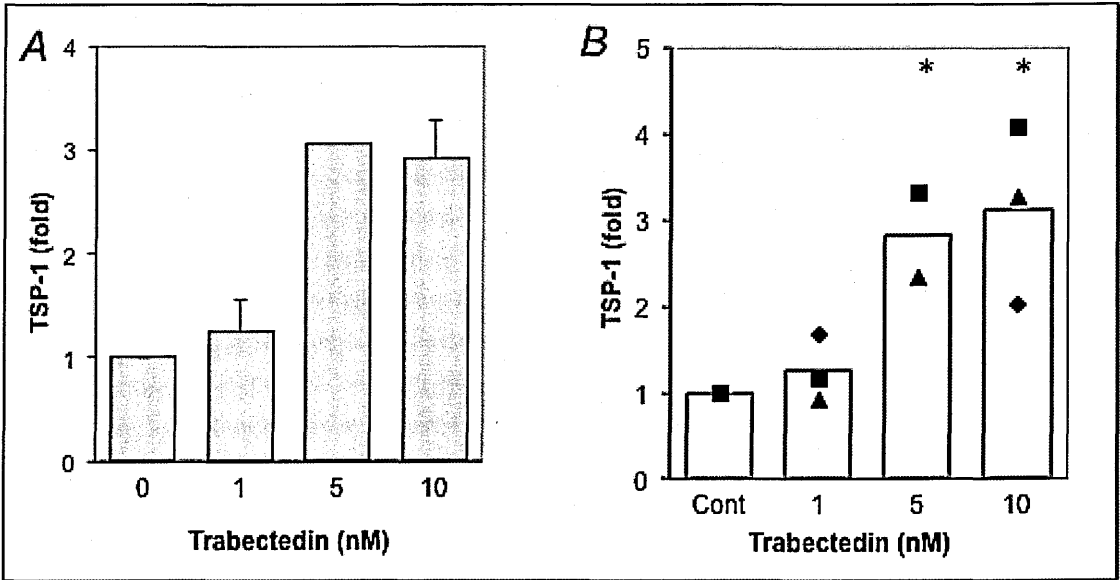 A
TSP-1 (fold)
4
3
2
1
0
0 1 5 10
Trabectedin (nM)
B
TSP-1 (fold)
5
4
3
2
1
0
* *
Cont 1 5 10
Trabectedin (nM)